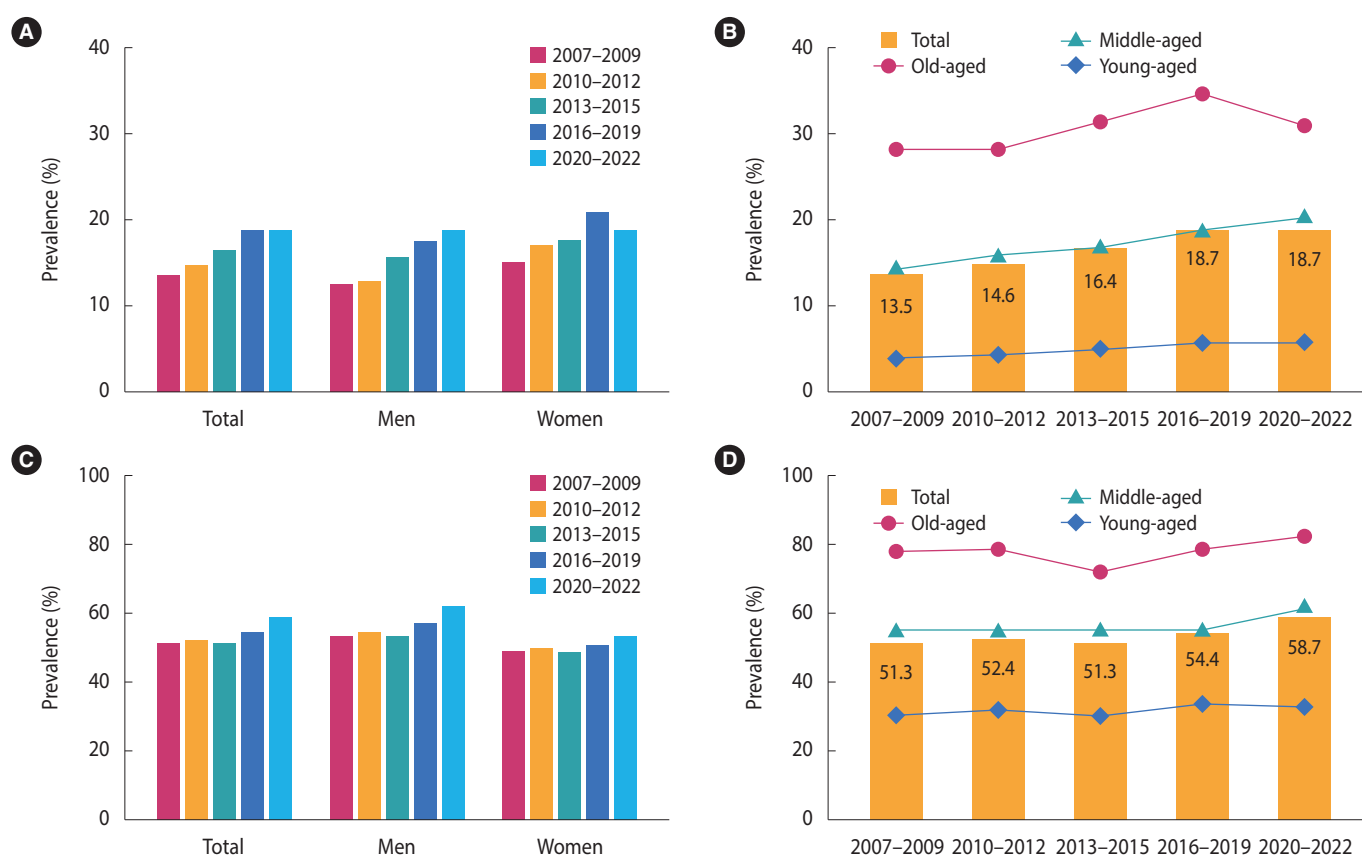 A
Prevalence (%)
40
30
20
10
0
2007–2009
2010–2012
2013–2015
2016–2019
2020–2022
Total
Men
Women
B
Prevalence (%)
40
30
20
10
0
Total
Middle-aged
Old-aged
Young-aged
13.5
14.6
16.4
18.7
18.7
2007–2009 2010–2012 2013–2015 2016–2019 2020–2022
C
Prevalence (%)
100
80
60
40
20
0
2007–2009
2010–2012
2013–2015
2016–2019
2020–2022
Total
Men
Women
D
Prevalence (%)
100
80
60
40
20
0
Total
Middle-aged
Old-aged
Young-aged
51.3
52.4
51.3
54.4
58.7
2007–2009 2010–2012 2013–2015 2016–2019 2020–2022